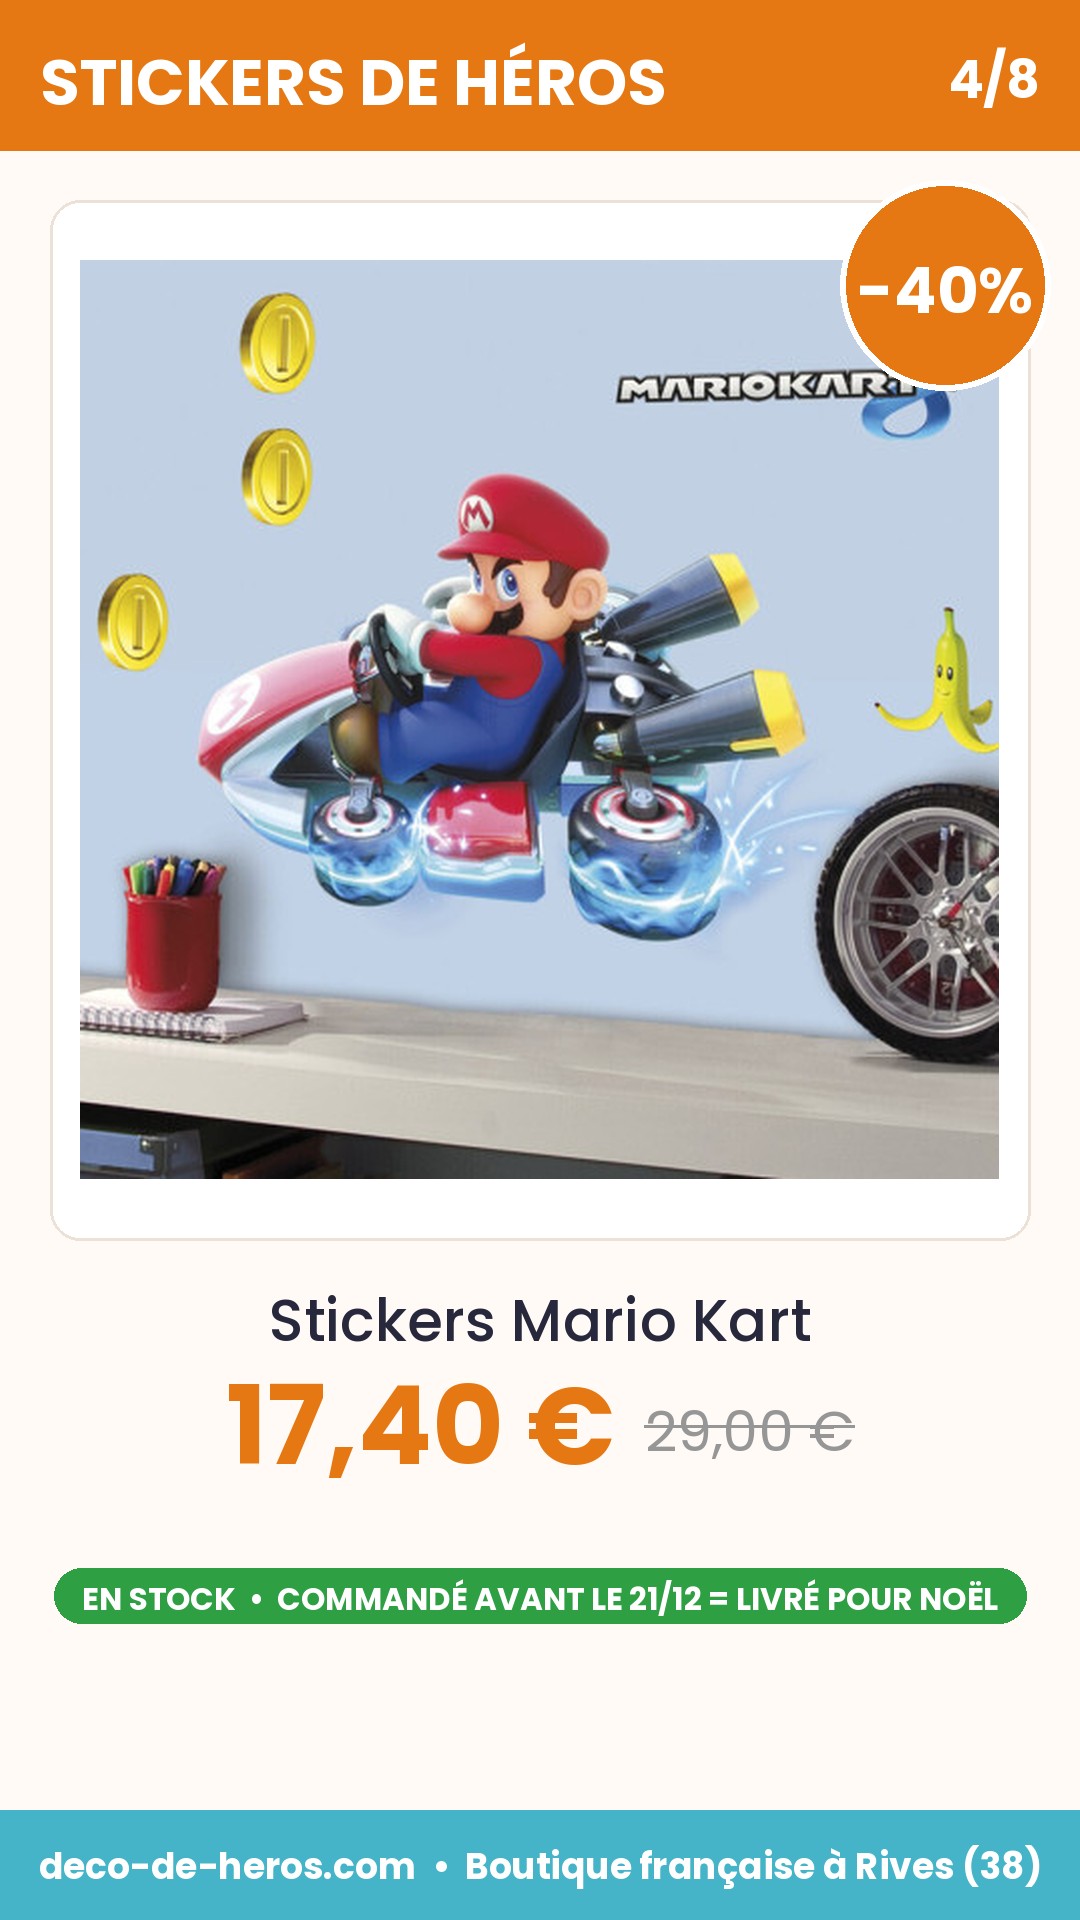 STICKERS DE HÉROS
4/8
-40%
MARIOKART 8
Stickers Mario Kart
17,40 € 29,00 €
EN STOCK • COMMANDÉ AVANT LE 21/12 = LIVRÉ POUR NOËL
deco-de-heros.com • Boutique française à Rives (38)